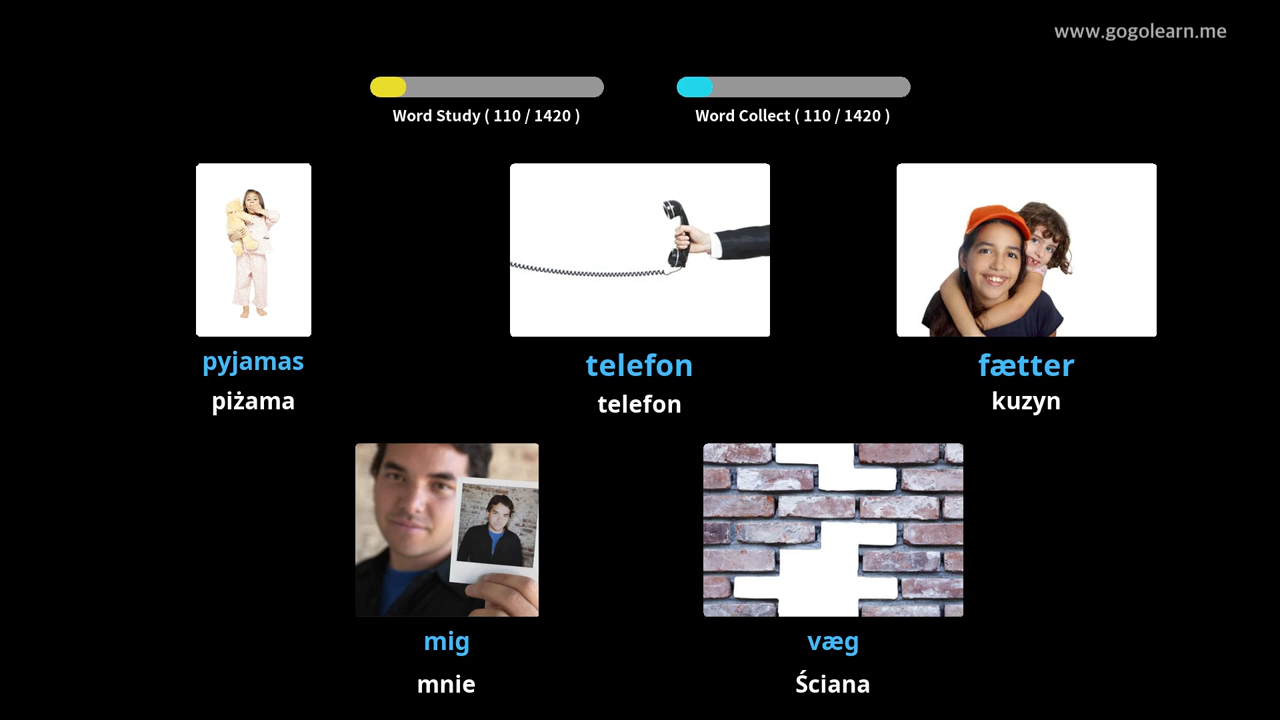 www.gogolearn.me
Word Study ( 110 / 1420 )
Word Collect ( 110 / 1420 )
pyjamas
piżama
telefon
telefon
fætter
kuzyn
mig
mnie
væg
Ściana